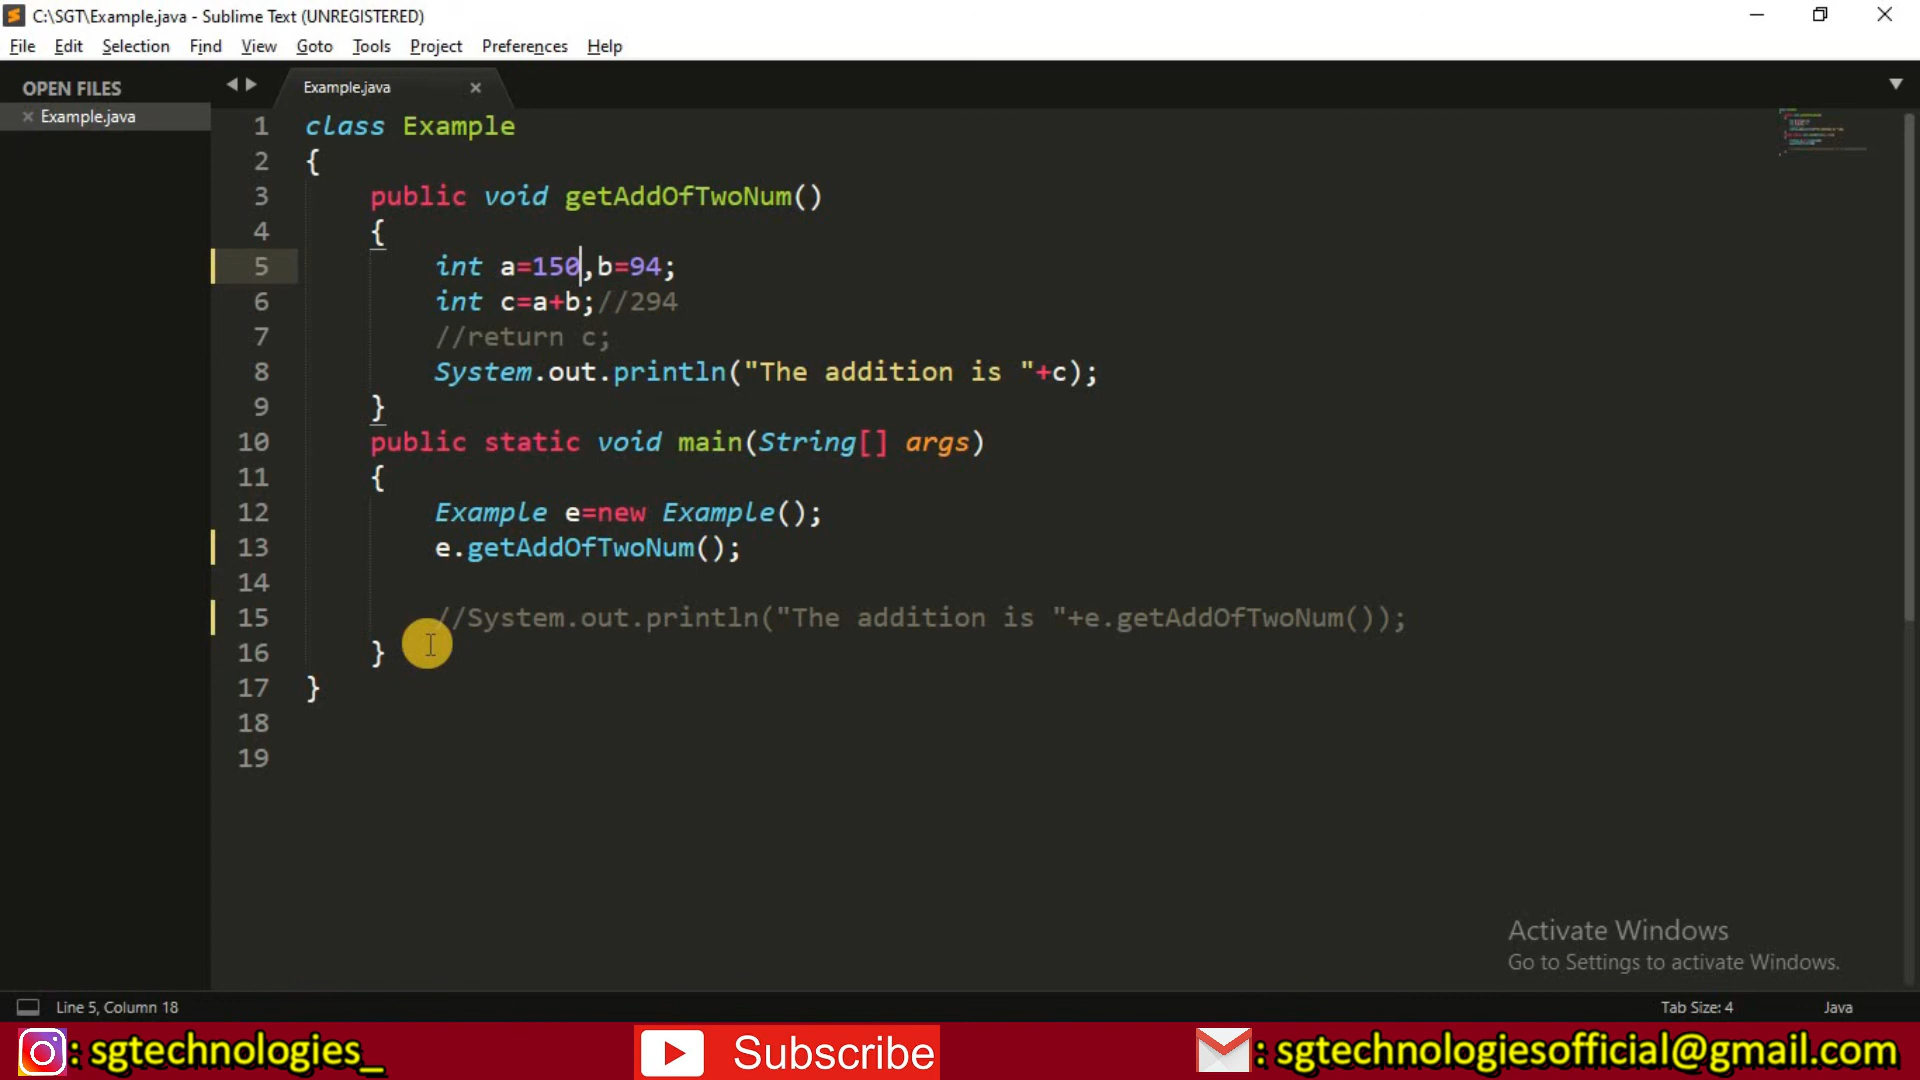 C:\SGT\Example.java - Sublime Text (UNREGISTERED)
File Edit Selection Find View Goto Tools Project Preferences Help
OPEN FILES
Example.java
Example.java
1 class Example
2 {
3 public void getAddOfTwoNum()
4 {
5 int a=150,b=94;
6 int c=a+b;//294
7 //return c;
8 System.out.println("The addition is "+c);
9 }
10 public static void main(String[] args)
11 {
12 Example e=new Example();
13 e.getAddOfTwoNum();
14
15 //System.out.println("The addition is "+e.getAddOfTwoNum());
16 }
17 }
18
19
Activate Windows
Go to Settings to activate Windows.
Line 5, Column 18 Tab Size: 4 Java
: sgtechnologies_ Subscribe : sgtechnologiesofficial@gmail.com